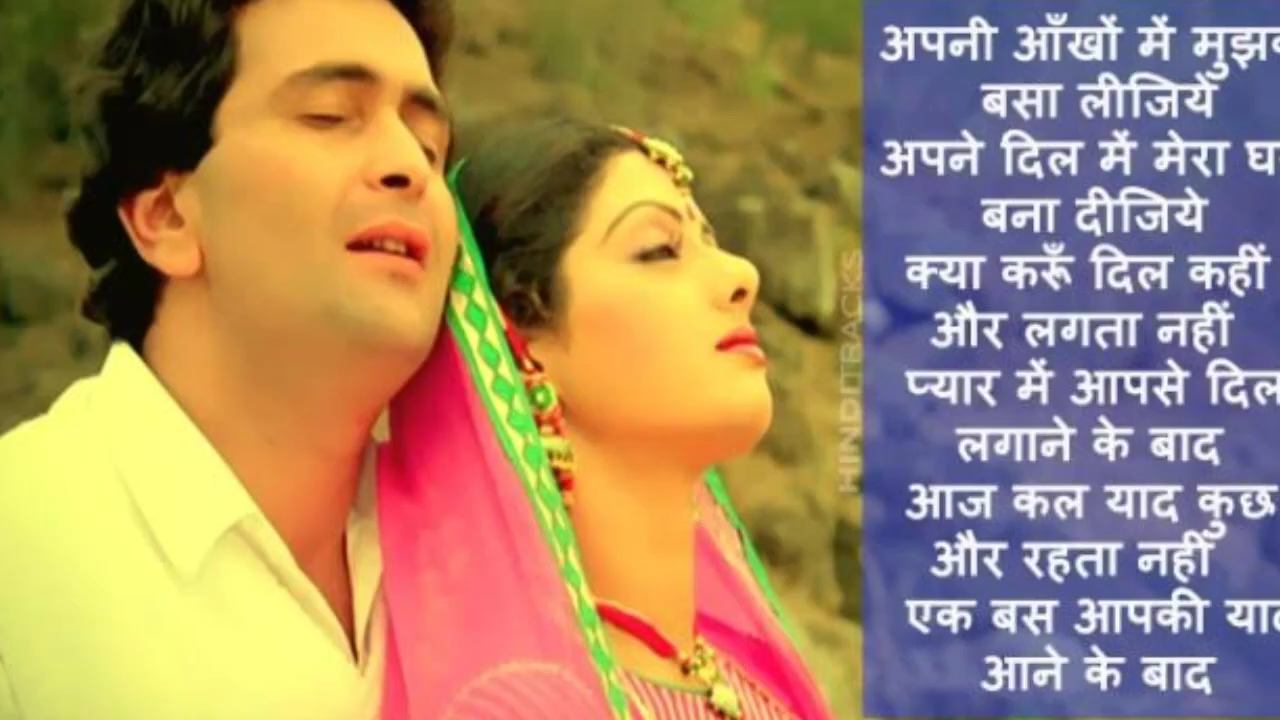 अपनी आँखों में
बसा लीजिये
अपने दिल में मेरा
बना दीजिये
क्या करूँ दिल कहीं
और लगता नहीं
प्यार में आपसे दिल
लगाने के बाद
आज कल याद कुछ
और रहता नहीं
एक बस आपकी
आने के बाद
HINDITRACKS